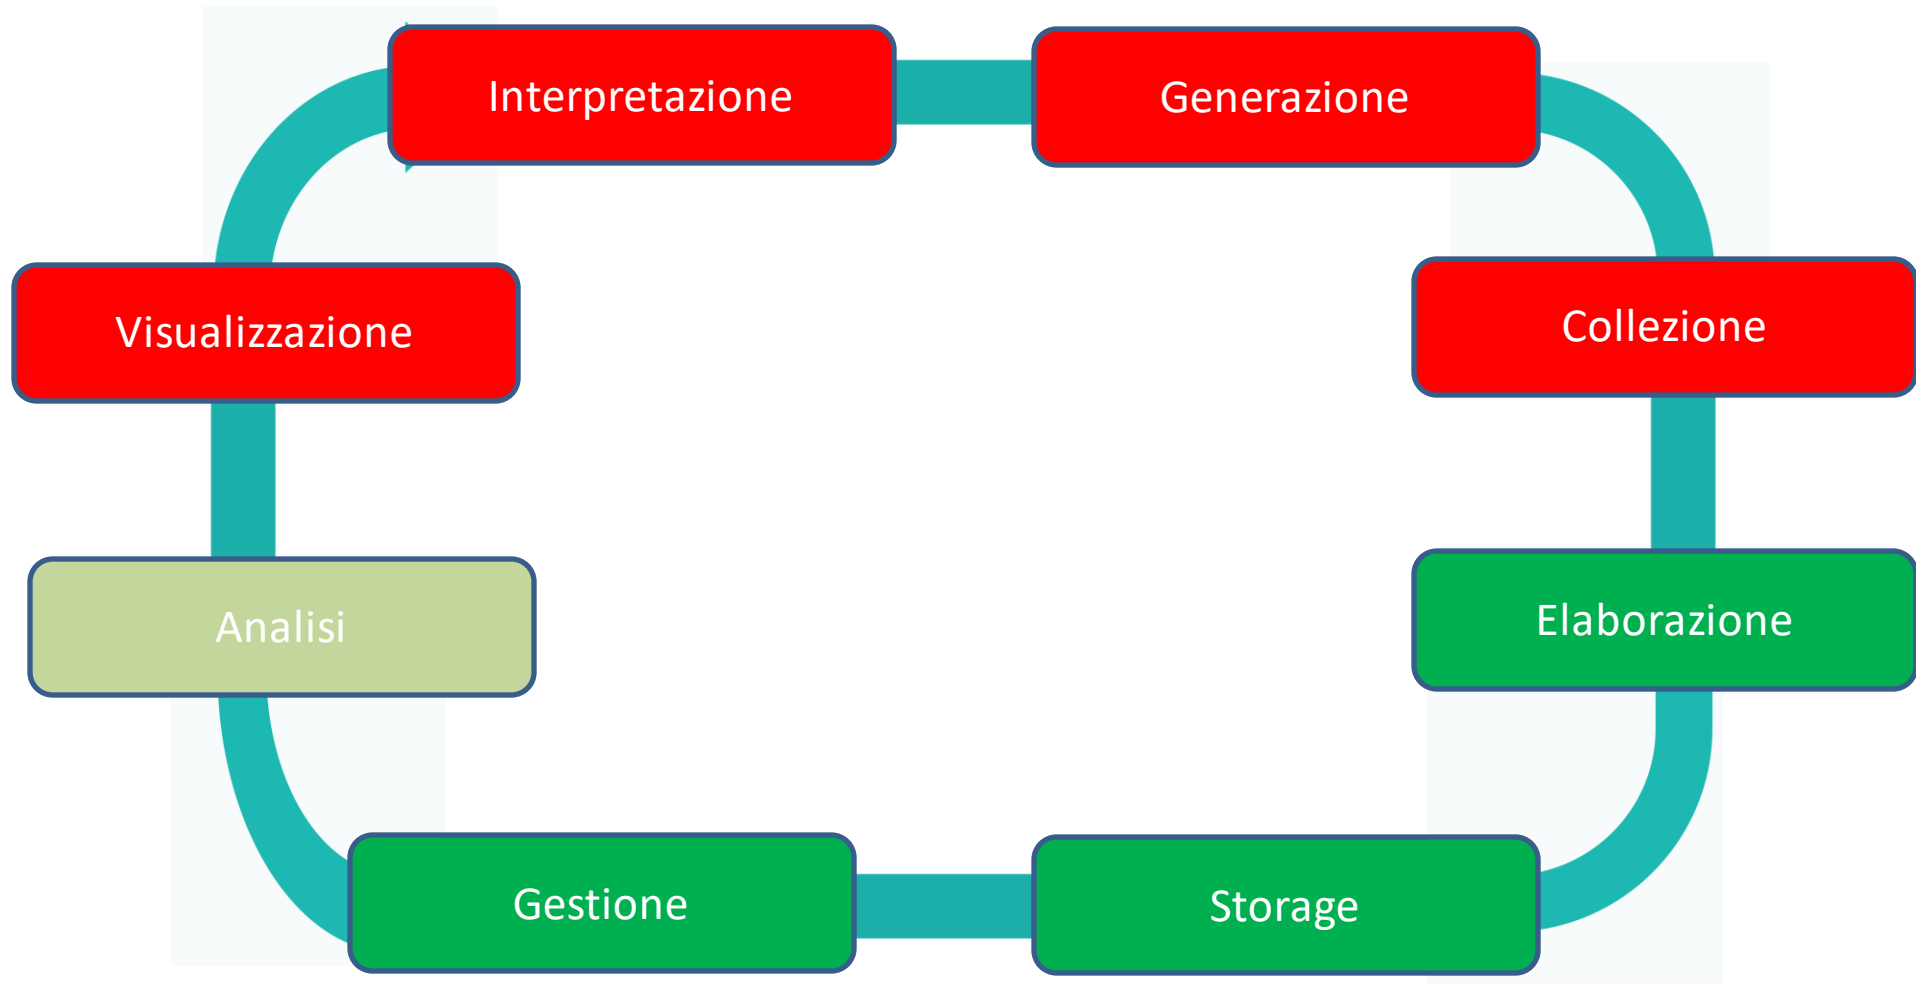 Interpretazione
Generazione
Visualizzazione
Collezione
Analisi
Elaborazione
Gestione
Storage